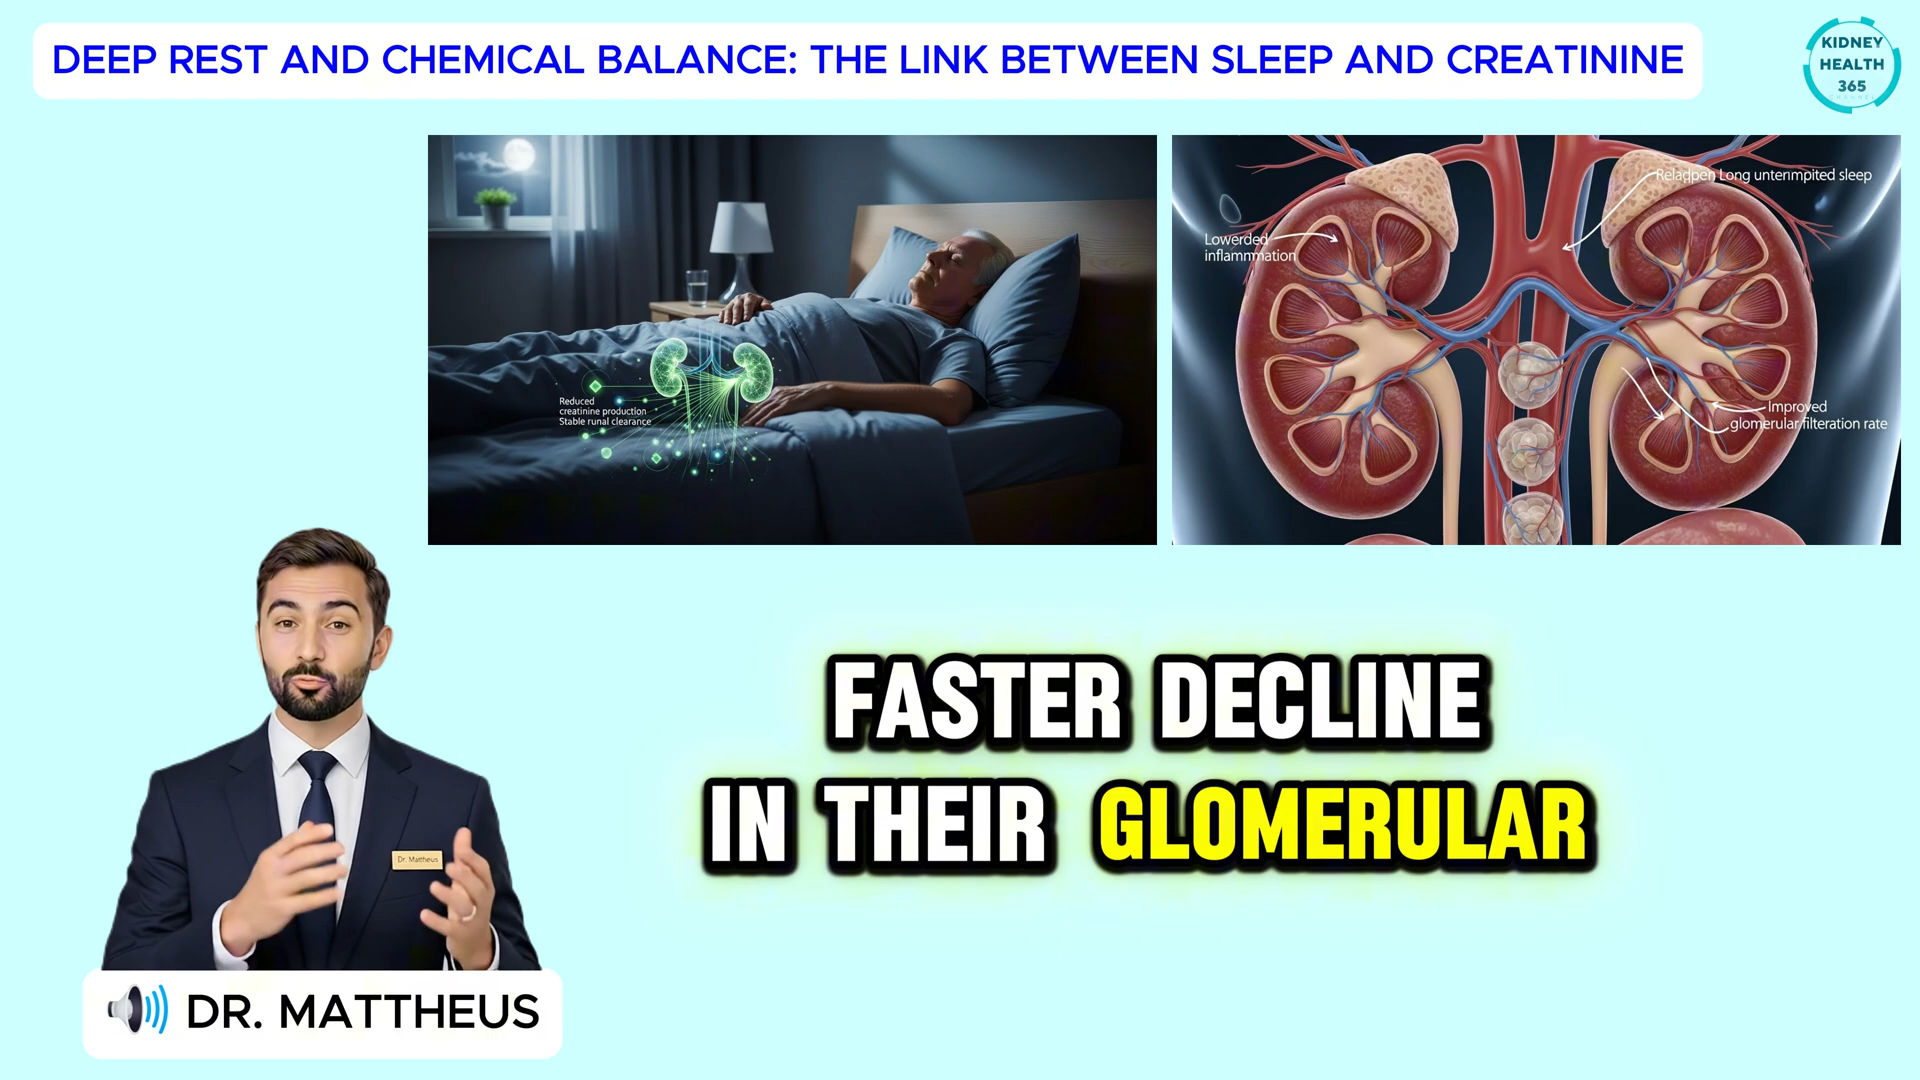 DEEP REST AND CHEMICAL BALANCE: THE LINK BETWEEN SLEEP AND CREATININE
KIDNEY
HEALTH
365
Reduced
creatinine production
Stable runal clearance
Reladpen Long unterimpited sleep
Lowerded
inflammmation
Improved
glomerular filteration rate
FASTER DECLINE
IN THEIR GLOMERULAR
Dr. Mattheus
DR. MATTHEUS